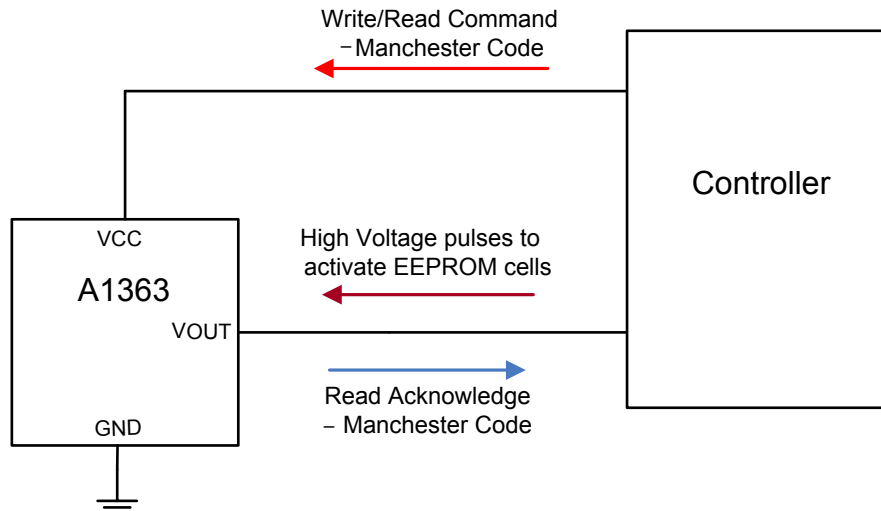 Write/Read Command
– Manchester Code
Controller
VCC
A1363
High Voltage pulses to
activate EEPROM cells
VOUT
Read Acknowledge
– Manchester Code
GND